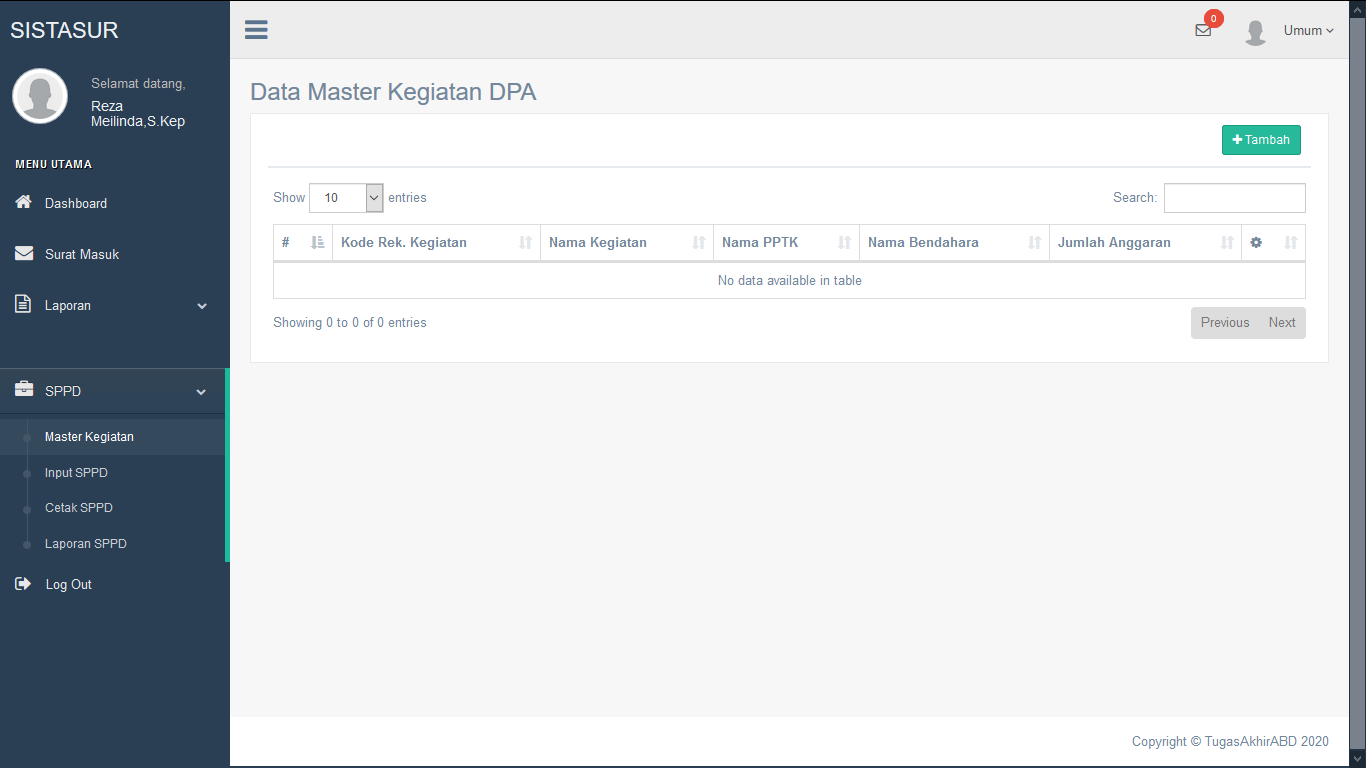 SISTASUR
0
Umum
Selamat datang,
Reza
Meilinda,S.Kep
MENU UTAMA
Dashboard
Surat Masuk
Laporan
SPPD
Master Kegiatan
Input SPPD
Cetak SPPD
Laporan SPPD
Log Out
Data Master Kegiatan DPA
Tambah
Show 10 entries
Search:
# Kode Rek. Kegiatan Nama Kegiatan Nama PPTK Nama Bendahara Jumlah Anggaran
No data available in table
Showing 0 to 0 of 0 entries
Previous Next
Copyright © TugasAkhirABD 2020